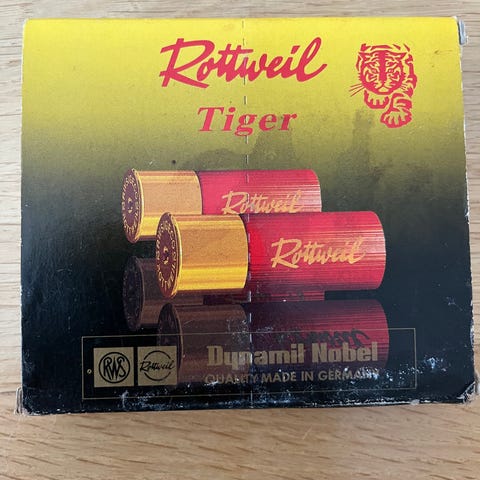 Rottweil
Tiger
Rottweil
Rottweil
Dynamit Nobel
RWS
Rottweil
QUALITY MADE IN GERMANY